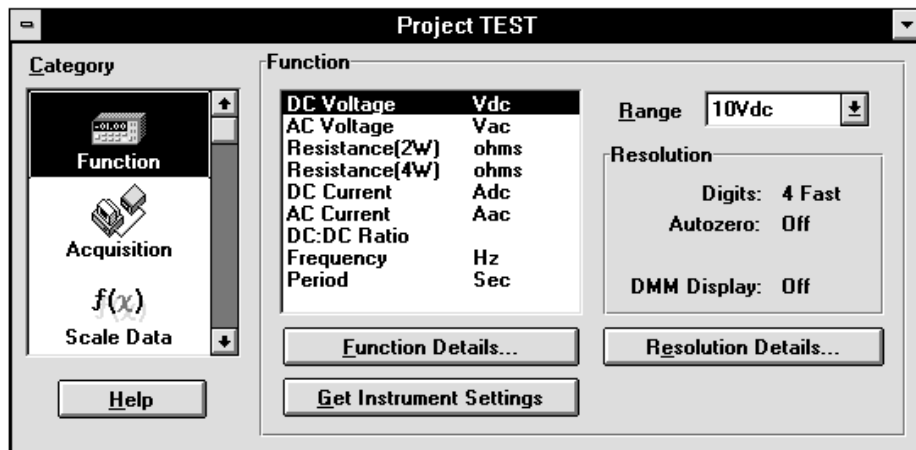 Project TEST
Category
-01.00
Function
Acquisition
f(x)
Scale Data
Help
Function
DC Voltage Vdc
AC Voltage Vac
Resistance(2W) ohms
Resistance(4W) ohms
DC Current Adc
AC Current Aac
DC:DC Ratio
Frequency Hz
Period Sec
Function Details...
Get Instrument Settings
Range 10Vdc
Resolution
Digits: 4 Fast
Autozero: Off
DMM Display: Off
Resolution Details...